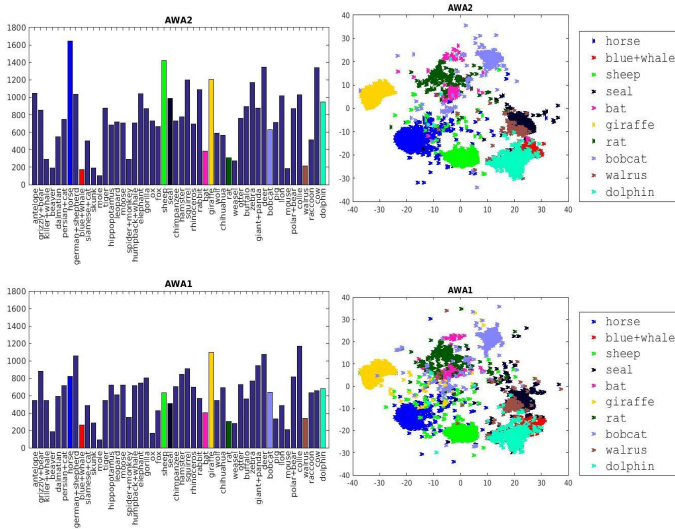 AWA2
1800
1600
1400
1200
1000
800
600
400
200
0
antelope
grizzly+bear
killer+whale
beaver
dalmatian
persian+cat
horse
german+shepherd
blue+whale
siamese+cat
skunk
mole
tiger
hippopotamus
leopard
moose
spider+monkey
humpback+whale
elephant
gorilla
ox
fox
sheep
seal
chimpanzee
hamster
squirrel
rhinoceros
rabbit
bat
giraffe
wolf
chihuahua
rat
weasel
otter
buffalo
zebra
giant+panda
deer
bobcat
pig
lion
mouse
polar+bear
collie
walrus
raccoon
cow
dolphin
AWA2
40
30
20
10
0
-10
-20
-30
-40
-40 -20 0 20 40
horse
blue+whale
sheep
seal
bat
giraffe
rat
bobcat
walrus
dolphin
AWA1
1800
1600
1400
1200
1000
800
600
400
200
0
antelope
grizzly+bear
killer+whale
beaver
dalmatian
persian+cat
horse
german+shepherd
blue+whale
siamese+cat
skunk
mole
tiger
hippopotamus
leopard
moose
spider+monkey
humpback+whale
elephant
gorilla
ox
fox
sheep
seal
chimpanzee
hamster
squirrel
rhinoceros
rabbit
bat
giraffe
wolf
chihuahua
rat
weasel
otter
buffalo
zebra
giant+panda
deer
bobcat
pig
lion
mouse
polar+bear
collie
walrus
raccoon
cow
dolphin
AWA1
40
30
20
10
0
-10
-20
-30
-40
-40 -30 -20 -10 0 10 20 30 40
horse
blue+whale
sheep
seal
bat
giraffe
rat
bobcat
walrus
dolphin